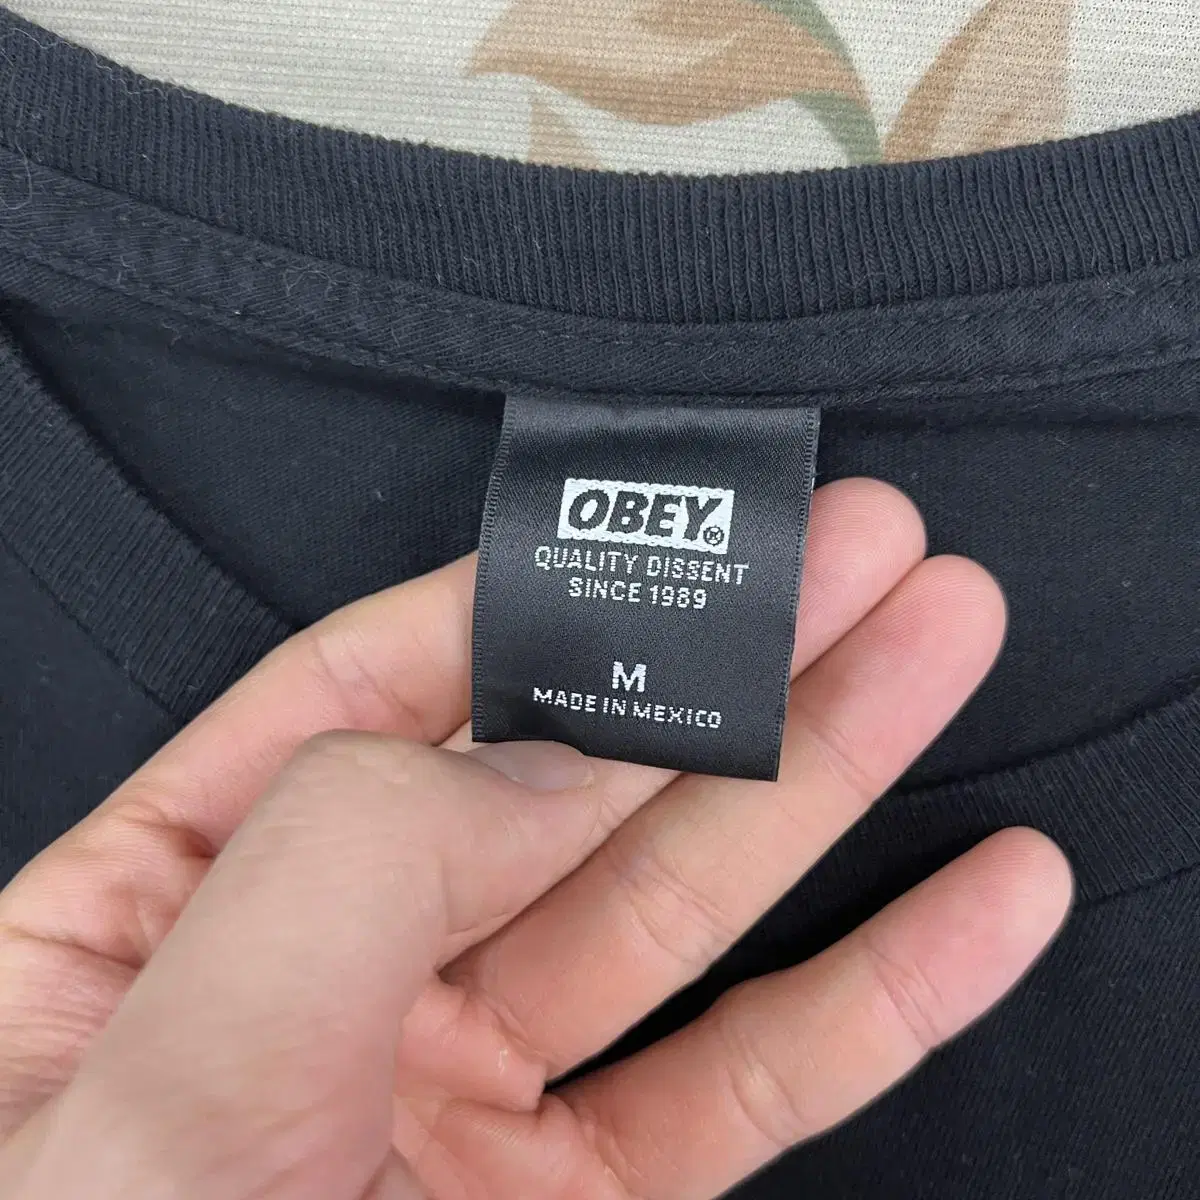 OBEY®
QUALITY DISSENT
SINCE 1989
M
MADE IN MEXICO